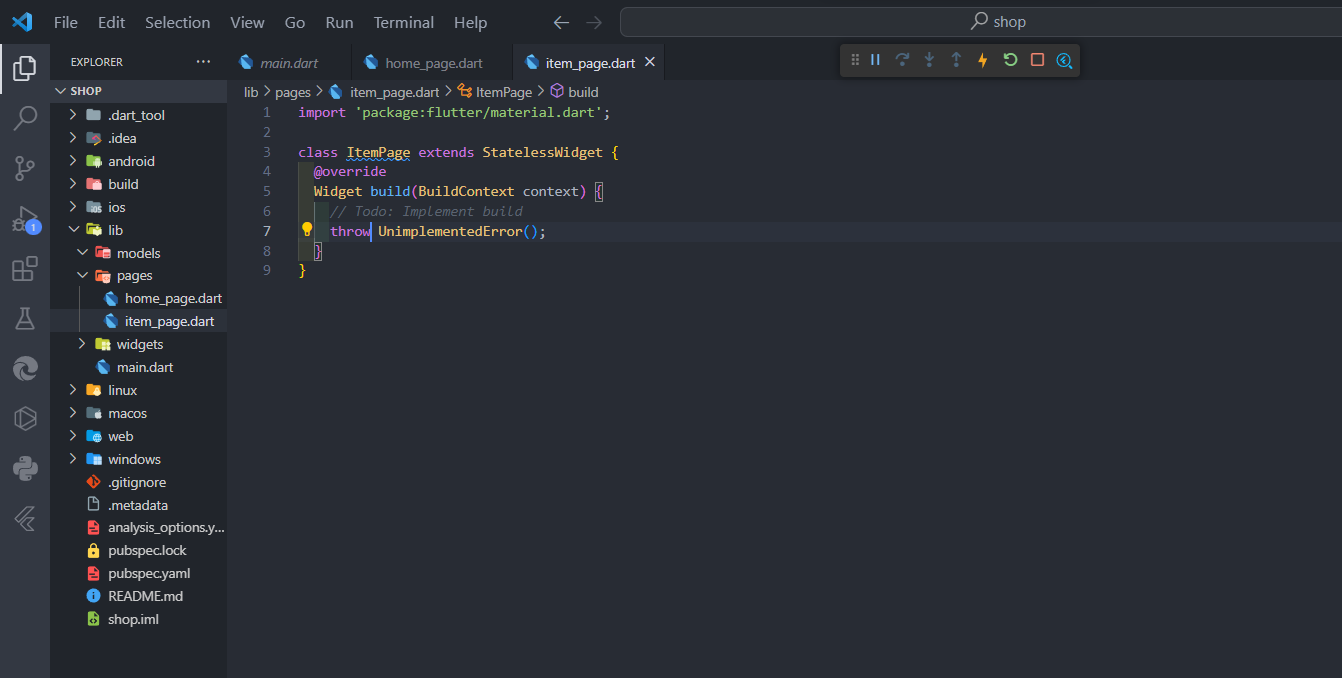 File Edit Selection View Go Run Terminal Help
shop
EXPLORER
main.dart
home_page.dart
item_page.dart
SHOP
.dart_tool
.idea
android
build
ios
lib
models
pages
home_page.dart
item_page.dart
widgets
main.dart
linux
macos
web
windows
.gitignore
.metadata
analysis_options.y...
pubspec.lock
pubspec.yaml
README.md
shop.iml
1
lib > pages > item_page.dart > ItemPage > build
1 import 'package:flutter/material.dart';
2
3 class ItemPage extends StatelessWidget {
4 @override
5 Widget build(BuildContext context) {
6 // Todo: Implement build
7 throw UnimplementedError();
8 }
9 }